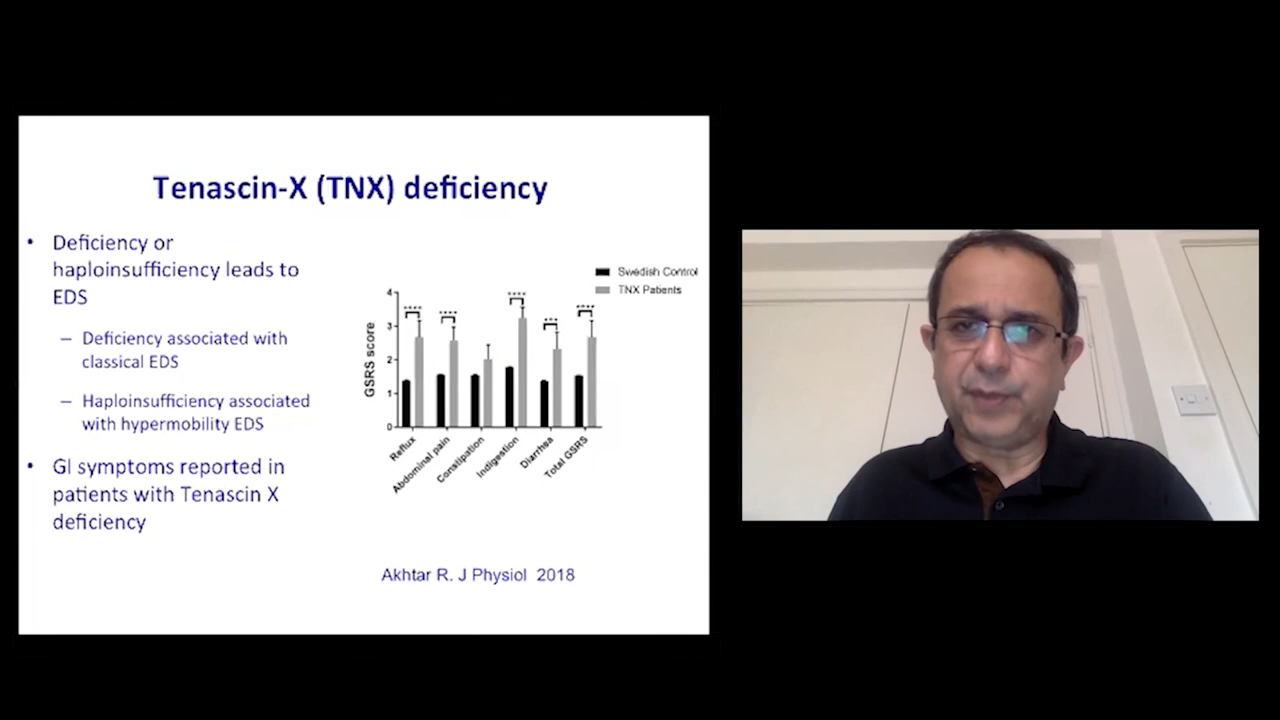 Tenascin-X (TNX) deficiency
• Deficiency or
haploinsufficiency leads to
EDS
– Deficiency associated with
classical EDS
– Haploinsufficiency associated
with hypermobility EDS
• GI symptoms reported in
patients with Tenascin X
deficiency
Swedish Control
TNX Patients
GSRS score
4
3
2
1
0
**** **** **** *** ****
Reflux
Abdominal pain
Constipation
Indigestion
Diarrhea
Total GSRS
Akhtar R. J Physiol 2018